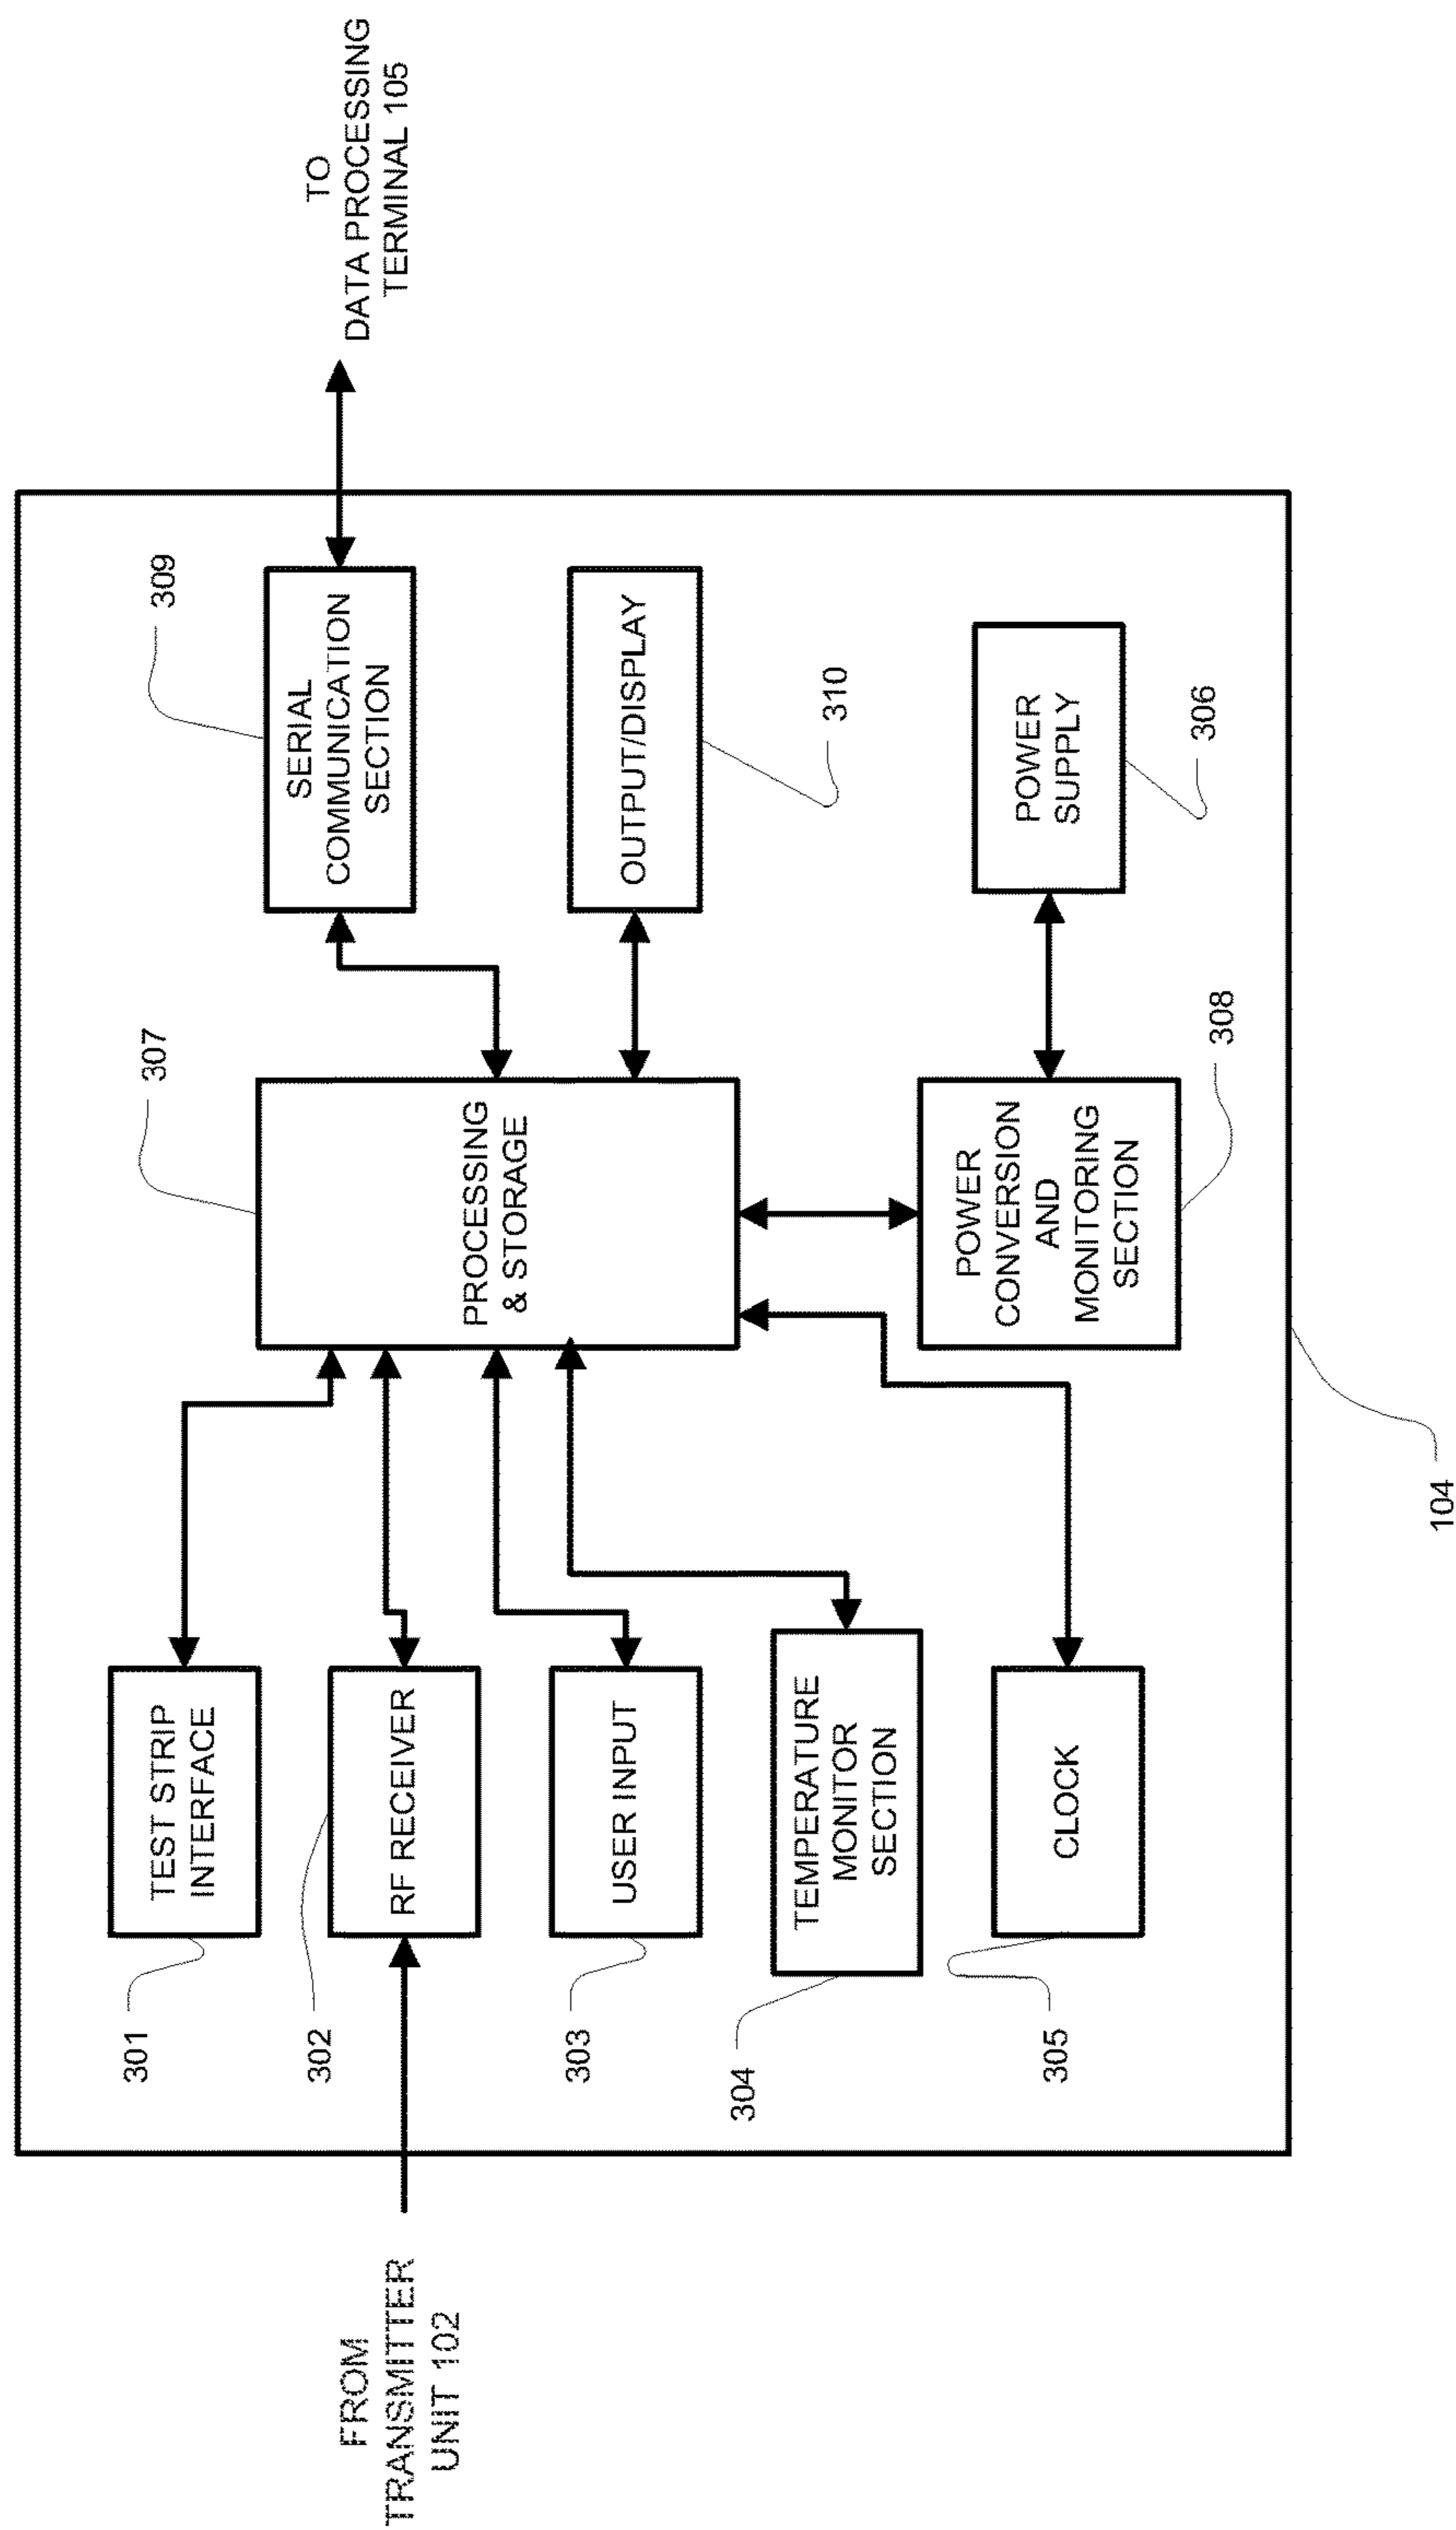 301
TEST STRIP
INTERFACE
FROM
TRANSMITTER
UNIT 102
302
RF RECEIVER
303
USER INPUT
304
TEMPERATURE
MONITOR
SECTION
305
CLOCK
307
PROCESSING
& STORAGE
POWER
CONVERSION
AND
MONITORING
SECTION
308
309
SERIAL
COMMUNICATION
SECTION
OUTPUT/DISPLAY
310
POWER
SUPPLY
306
TO
DATA PROCESSING
TERMINAL 105
104